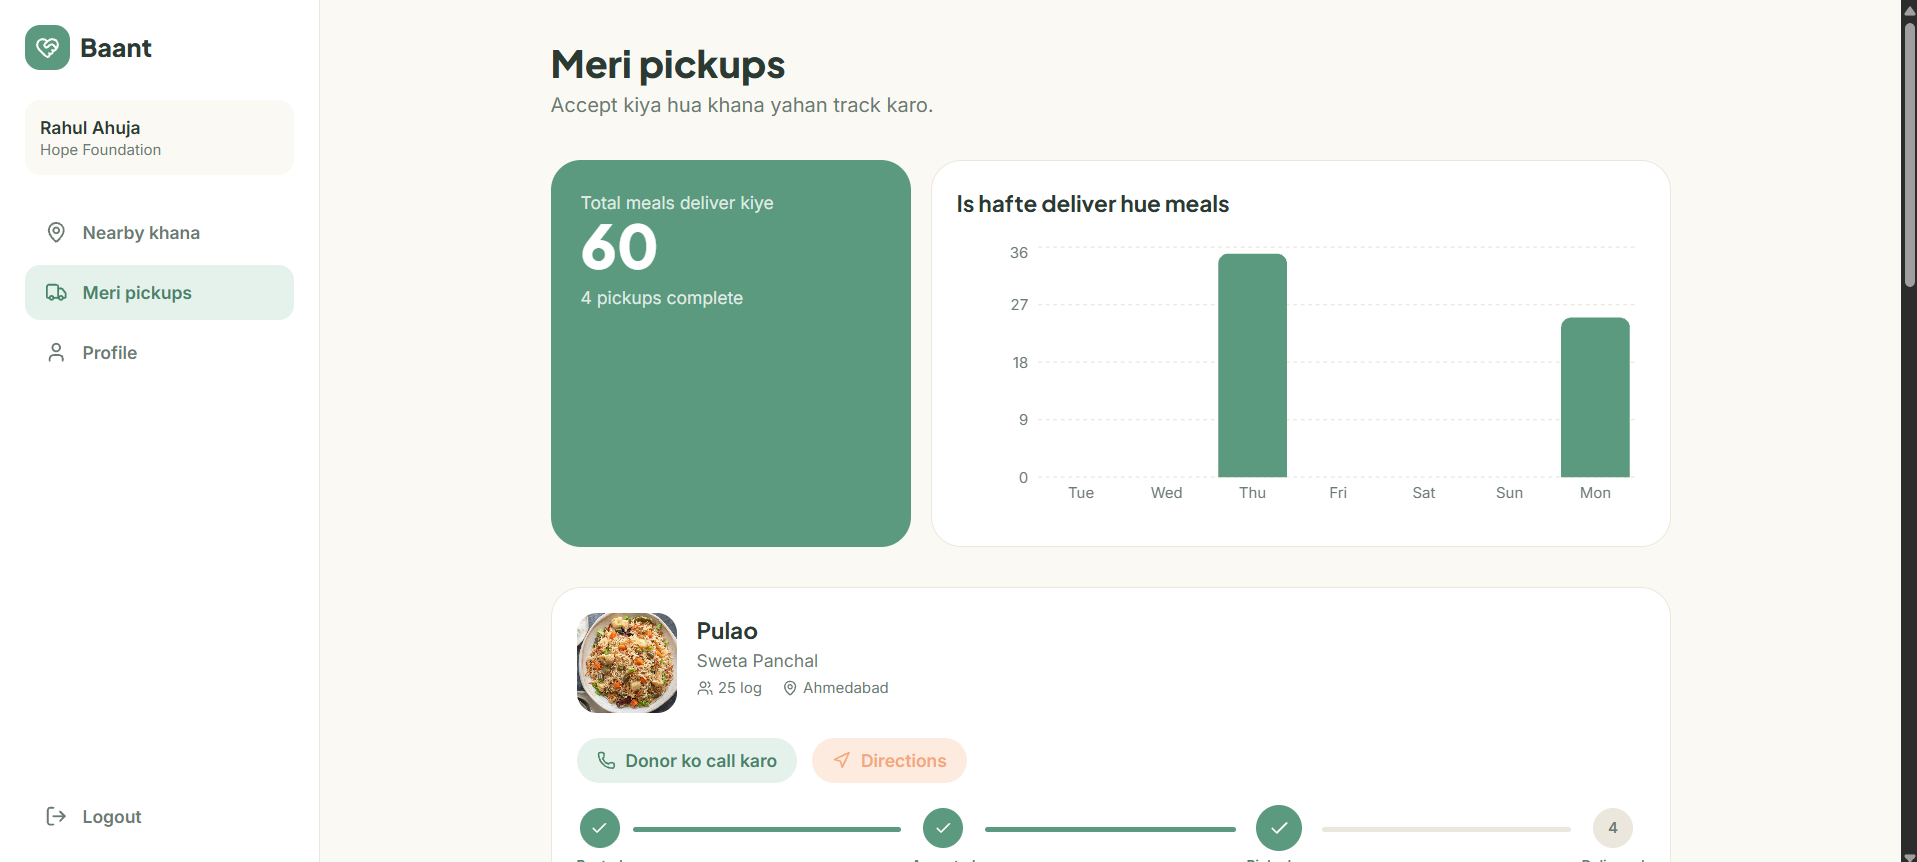 Baant
Rahul Ahuja
Hope Foundation
Nearby khana
Meri pickups
Profile
Logout
Meri pickups
Accept kiya hua khana yahan track karo.
Total meals deliver kiye
60
4 pickups complete
Is hafte deliver hue meals
36
27
18
9
0
Tue Wed Thu Fri Sat Sun Mon
Pulao
Sweta Panchal
25 log Ahmedabad
Donor ko call karo Directions
4